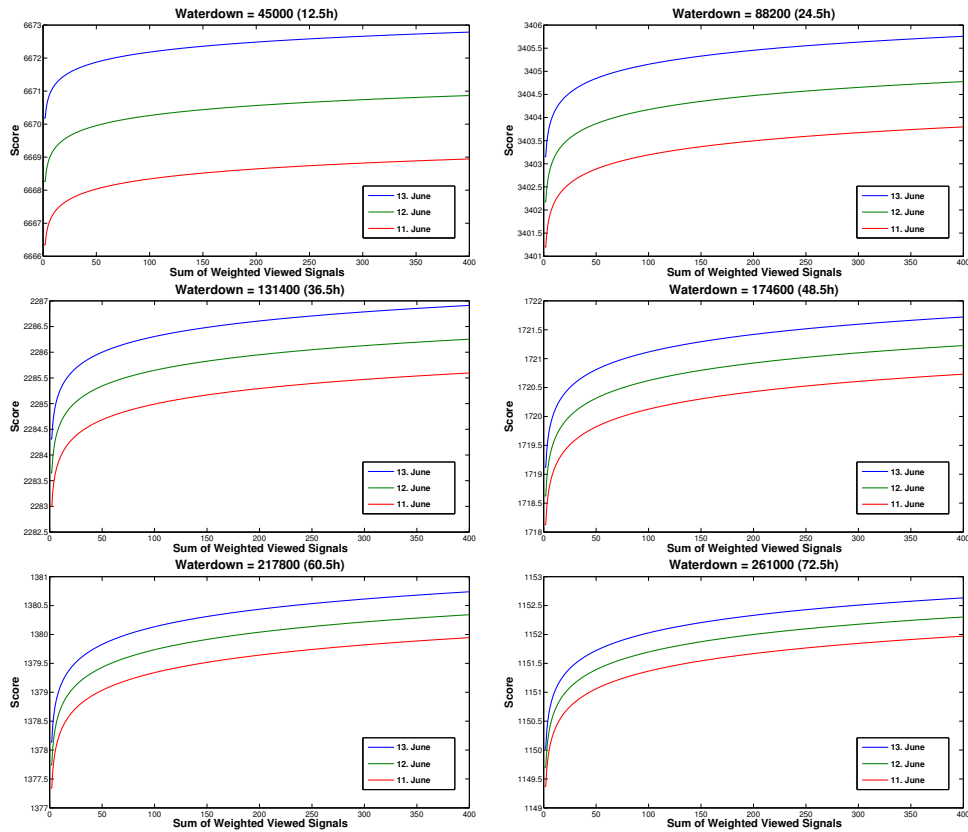 Waterdown = 45000 (12.5h)
6673
6672
6671
6670
6669
6668
6667
6666
Score
0 50 100 150 200 250 300 350 400
Sum of Weighted Viewed Signals
13. June
12. June
11. June
Waterdown = 88200 (24.5h)
3406
3405.5
3405
3404.5
3404
3403.5
3403
3402.5
3402
3401.5
3401
Score
0 50 100 150 200 250 300 350 400
Sum of Weighted Viewed Signals
13. June
12. June
11. June
Waterdown = 131400 (36.5h)
2287
2286.5
2286
2285.5
2285
2284.5
2284
2283.5
2283
2282.5
Score
0 50 100 150 200 250 300 350 400
Sum of Weighted Viewed Signals
13. June
12. June
11. June
Waterdown = 174600 (48.5h)
1722
1721.5
1721
1720.5
1720
1719.5
1719
1718.5
1718
Score
0 50 100 150 200 250 300 350 400
Sum of Weighted Viewed Signals
13. June
12. June
11. June
Waterdown = 217800 (60.5h)
1381
1380.5
1380
1379.5
1379
1378.5
1378
1377.5
1377
Score
0 50 100 150 200 250 300 350 400
Sum of Weighted Viewed Signals
13. June
12. June
11. June
Waterdown = 261000 (72.5h)
1153
1152.5
1152
1151.5
1151
1150.5
1150
1149.5
1149
Score
0 50 100 150 200 250 300 350 400
Sum of Weighted Viewed Signals
13. June
12. June
11. June